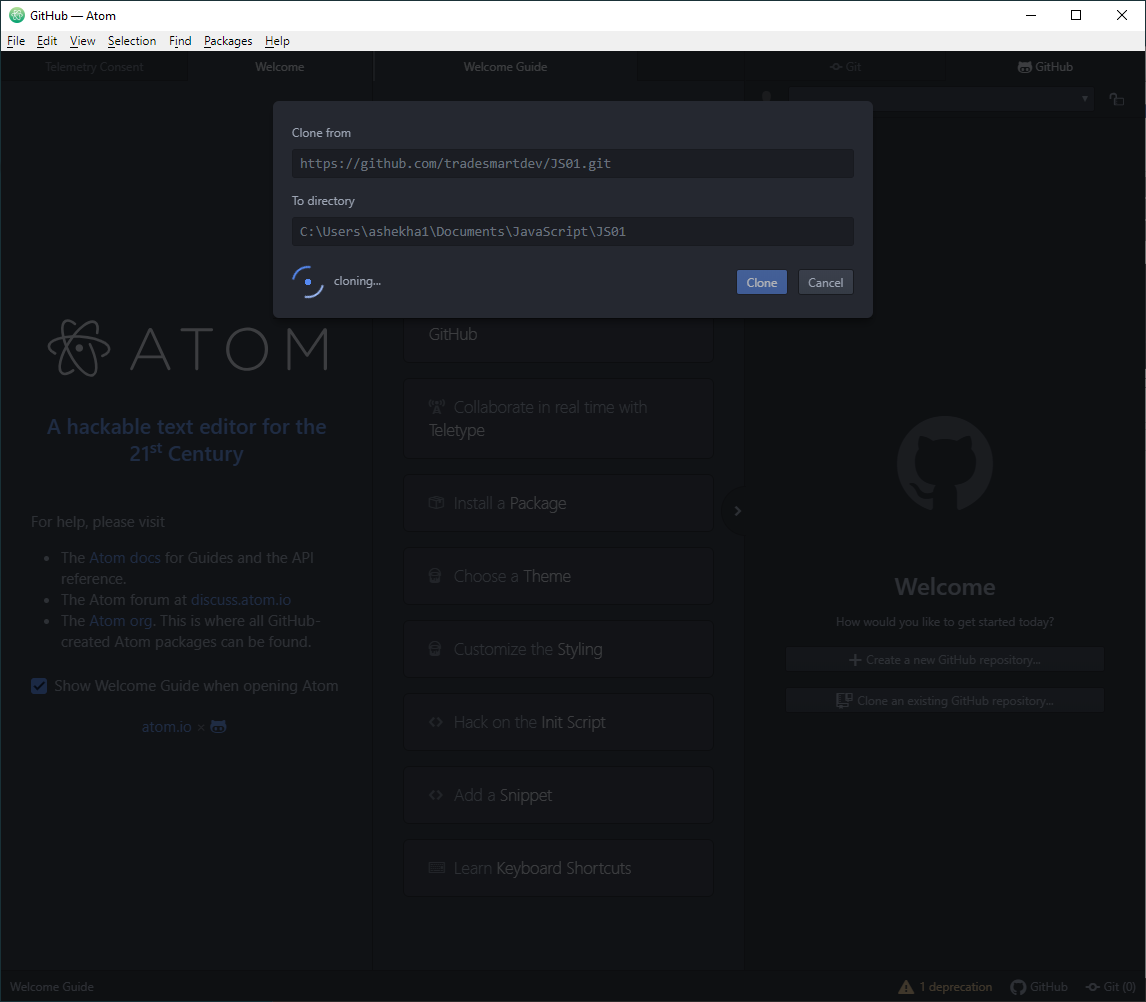 GitHub — Atom
File Edit View Selection Find Packages Help
Telemetry Consent Welcome Welcome Guide Git GitHub
Clone from
https://github.com/tradesmartdev/JS01.git
To directory
C:\Users\ashekha1\Documents\JavaScript\JS01
cloning...
Clone Cancel
ATOM
A hackable text editor for the
21st Century
For help, please visit
The Atom docs for Guides and the API
reference.
The Atom forum at discuss.atom.io
The Atom org. This is where all GitHub-
created Atom packages can be found.
Show Welcome Guide when opening Atom
atom.io ×
GitHub
Collaborate in real time with
Teletype
Install a Package
Choose a Theme
Customize the Styling
Hack on the Init Script
Add a Snippet
Learn Keyboard Shortcuts
Welcome
How would you like to get started today?
Create a new GitHub repository...
Clone an existing GitHub repository...
Welcome Guide
1 deprecation GitHub Git (0)